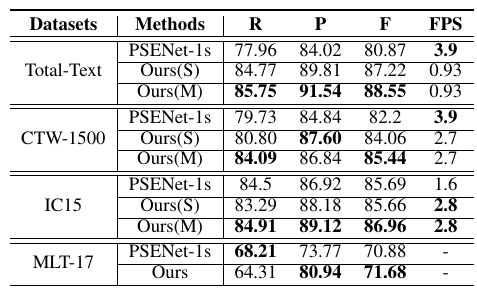 Datasets Methods R P F FPS
Total-Text PSENet-1s 77.96 84.02 80.87 3.9
Ours(S) 84.77 89.81 87.22 0.93
Ours(M) 85.75 91.54 88.55 0.93
CTW-1500 PSENet-1s 79.73 84.84 82.2 3.9
Ours(S) 80.80 87.60 84.06 2.7
Ours(M) 84.09 86.84 85.44 2.7
IC15 PSENet-1s 84.5 86.92 85.69 1.6
Ours(S) 83.29 88.18 85.66 2.8
Ours(M) 84.91 89.12 86.96 2.8
MLT-17 PSENet-1s 68.21 73.77 70.88 -
Ours 64.31 80.94 71.68 -